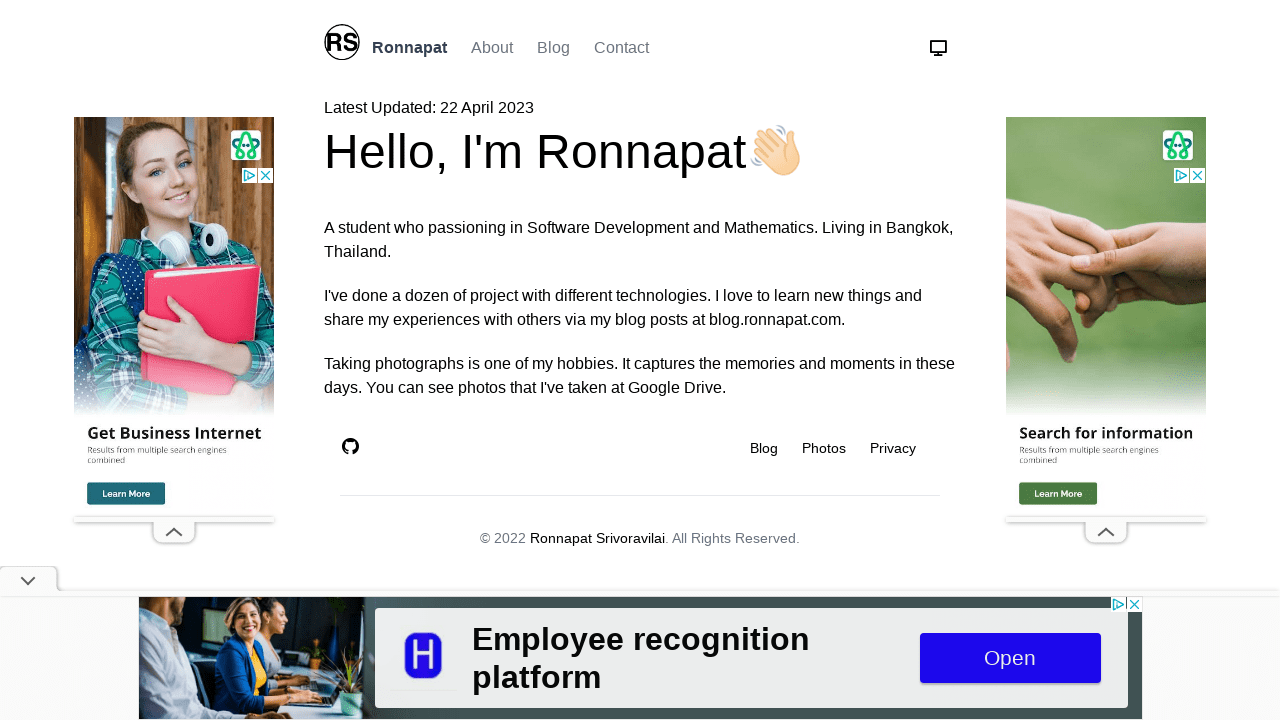 RS
Ronnapat About Blog Contact
Latest Updated: 22 April 2023
Hello, I'm Ronnapat👋🏻
A student who passioning in Software Development and Mathematics. Living in Bangkok,
Thailand.
I've done a dozen of project with different technologies. I love to learn new things and
share my experiences with others via my blog posts at blog.ronnapat.com.
Taking photographs is one of my hobbies. It captures the memories and moments in these
days. You can see photos that I've taken at Google Drive.
Blog Photos Privacy
© 2022 Ronnapat Srivoravilai. All Rights Reserved.
Get Business Internet
Results from multiple search engines
combined
Learn More
Search for information
Results from multiple search engines
combined
Learn More
H
Employee recognition
platform
Open